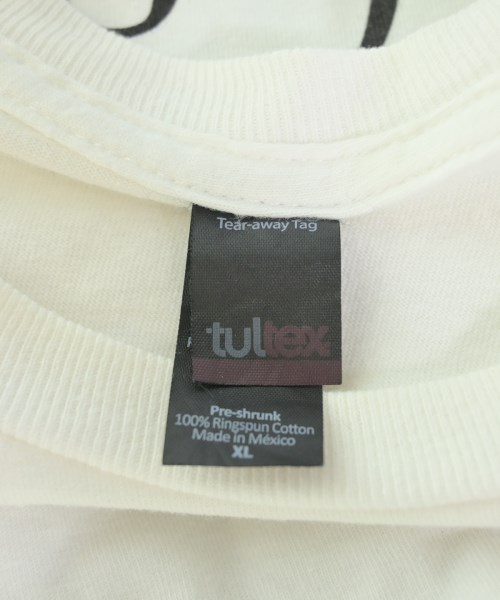 Tear-away Tag
tultex
Pre-shrunk
100% Ringspun Cotton
Made in México
XL